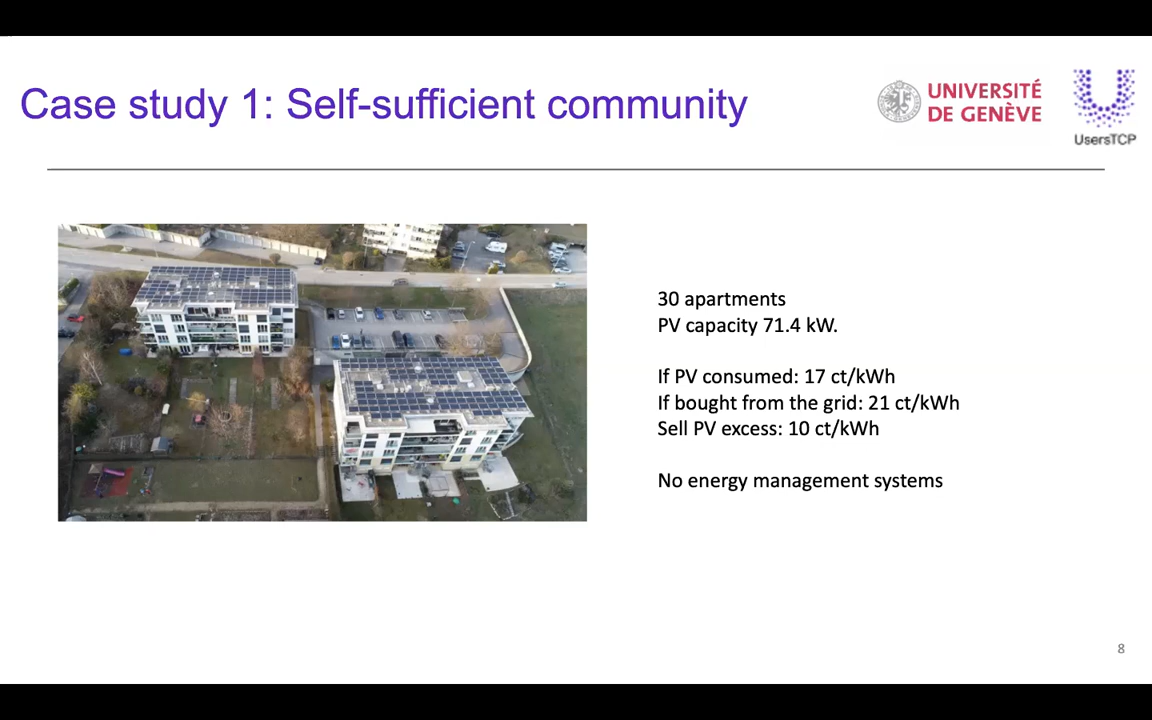 Case study 1: Self-sufficient community
UNIVERSITÉ
DE GENÈVE
UsersTCP
30 apartments
PV capacity 71.4 kW.
If PV consumed: 17 ct/kWh
If bought from the grid: 21 ct/kWh
Sell PV excess: 10 ct/kWh
No energy management systems
8